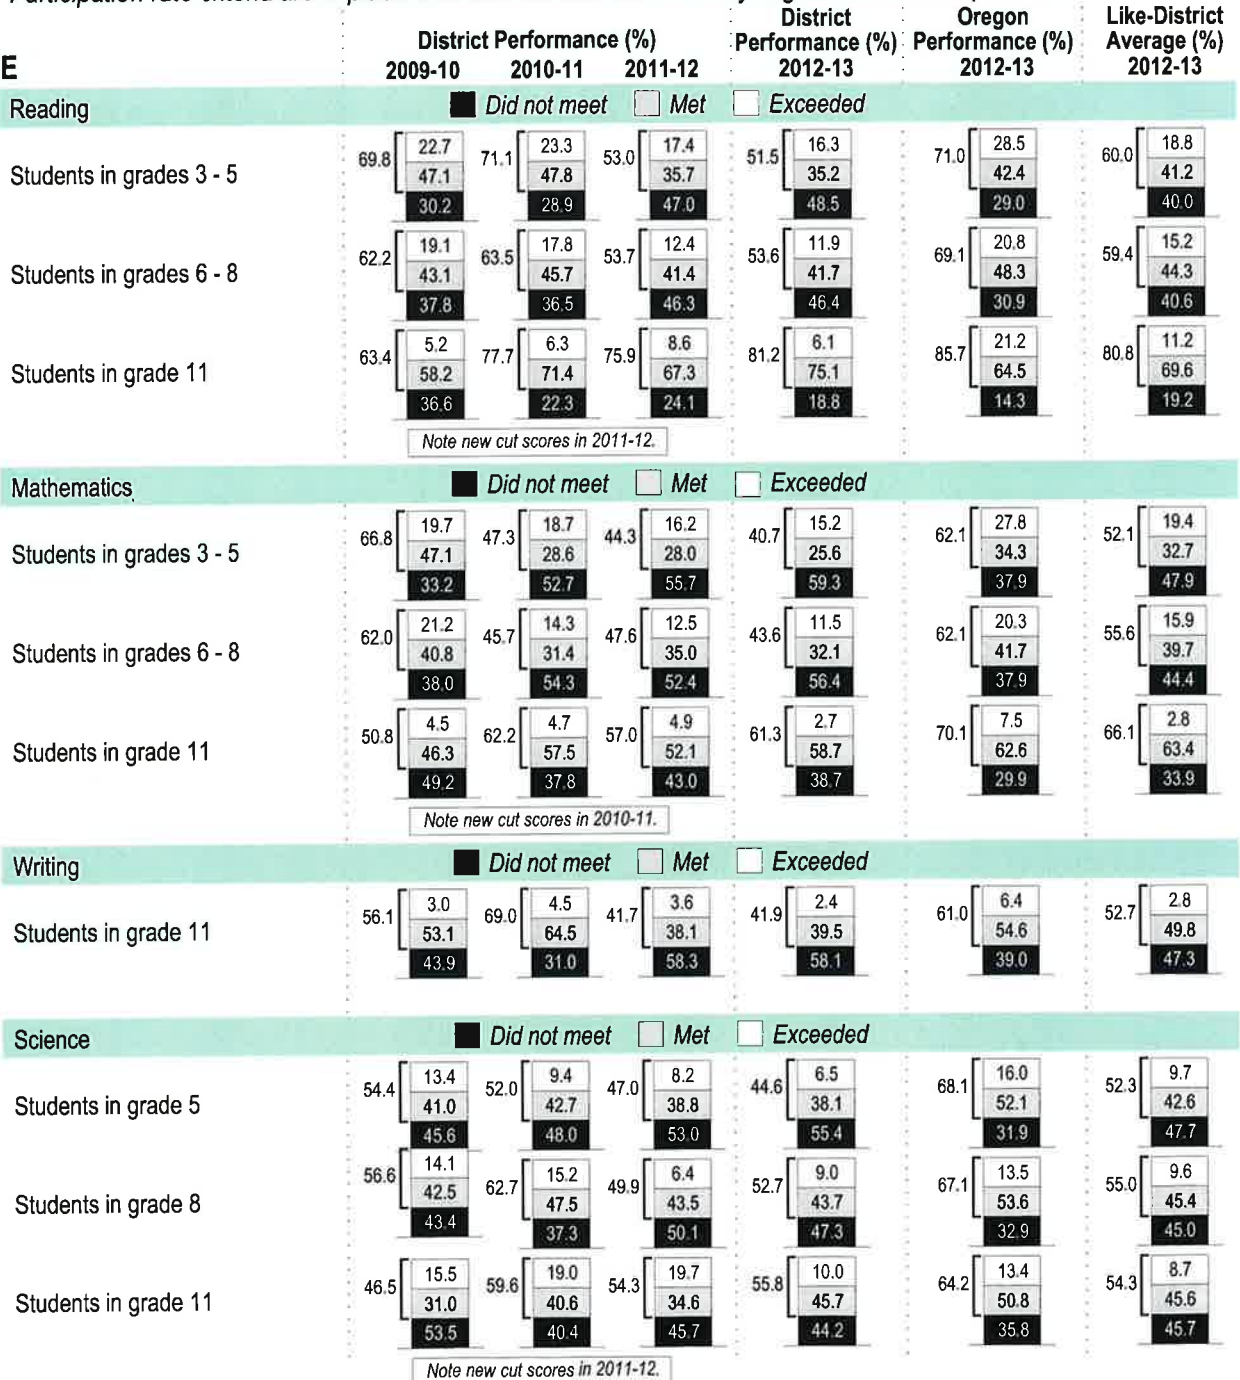 District Performance (%) District Performance (%) Oregon Performance (%) Like-District Average (%)
E 2009-10 2010-11 2011-12 2012-13 2012-13 2012-13
Reading Did not meet Met Exceeded
22.7 23.3 17.4 16.3 28.5 18.8
Students in grades 3 - 5 69.8 47.1 71.1 47.8 53.0 35.7 51.5 35.2 71.0 42.4 60.0 41.2
30.2 28.9 47.0 48.5 29.0 40.0
19.1 17.8 12.4 11.9 20.8 15.2
Students in grades 6 - 8 62.2 43.1 63.5 45.7 53.7 41.4 53.6 41.7 69.1 48.3 59.4 44.3
37.8 36.5 46.3 46.4 30.9 40.6
5.2 6.3 8.6 6.1 21.2 11.2
Students in grade 11 63.4 58.2 77.7 71.4 75.9 67.3 81.2 75.1 85.7 64.5 80.8 69.6
36.6 22.3 24.1 18.8 14.3 19.2
Note new cut scores in 2011-12.
Mathematics Did not meet Met Exceeded
19.7 18.7 16.2 15.2 27.8 19.4
Students in grades 3 - 5 66.8 47.1 47.3 28.6 44.3 28.0 40.7 25.6 62.1 34.3 52.1 32.7
33.2 52.7 55.7 59.3 37.9 47.9
21.2 14.3 12.5 11.5 20.3 15.9
Students in grades 6 - 8 62.0 40.8 45.7 31.4 47.6 35.0 43.6 32.1 62.1 41.7 55.6 39.7
38.0 54.3 52.4 56.4 37.9 44.4
4.5 4.7 4.9 2.7 7.5 2.8
Students in grade 11 50.8 46.3 62.2 57.5 57.0 52.1 61.3 58.7 70.1 62.6 66.1 63.4
49.2 37.8 43.0 38.7 29.9 33.9
Note new cut scores in 2010-11.
Writing Did not meet Met Exceeded
3.0 4.5 3.6 2.4 6.4 2.8
Students in grade 11 56.1 53.1 69.0 64.5 41.7 38.1 41.9 39.5 61.0 54.6 52.7 49.8
43.9 31.0 58.3 58.1 39.0 47.3
Science Did not meet Met Exceeded
13.4 9.4 8.2 6.5 16.0 9.7
Students in grade 5 54.4 41.0 52.0 42.7 47.0 38.8 44.6 38.1 68.1 52.1 52.3 42.6
45.6 48.0 53.0 55.4 31.9 47.7
14.1 15.2 6.4 9.0 13.5 9.6
Students in grade 8 56.6 42.5 62.7 47.5 49.9 43.5 52.7 43.7 67.1 53.6 55.0 45.4
43.4 37.3 50.1 47.3 32.9 45.0
15.5 19.0 19.7 10.0 13.4 8.7
Students in grade 11 46.5 31.0 59.6 40.6 54.3 34.6 55.8 45.7 64.2 50.8 54.3 45.6
53.5 40.4 45.7 44.2 35.8 45.7
Note new cut scores in 2011-12.